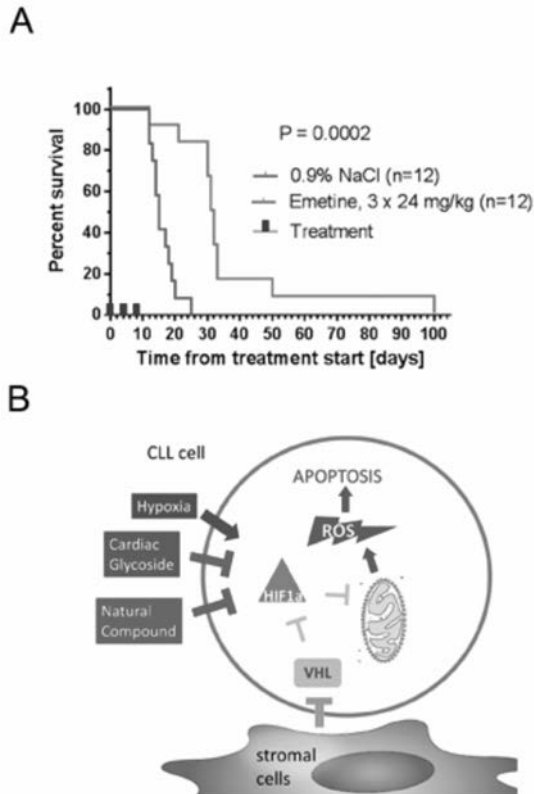 A
100
80
60
40
20
0
Percent survival
P = 0.0002
0.9% NaCl (n=12)
Emetine, 3 x 24 mg/kg (n=12)
Treatment
0 10 20 30 40 50 60 70 80 90 100
Time from treatment start [days]
B
CLL cell
APOPTOSIS
Hypoxia
ROS
Cardiac
Glycoside
HIF1a
Natural
Compound
VHL
stromal
cells